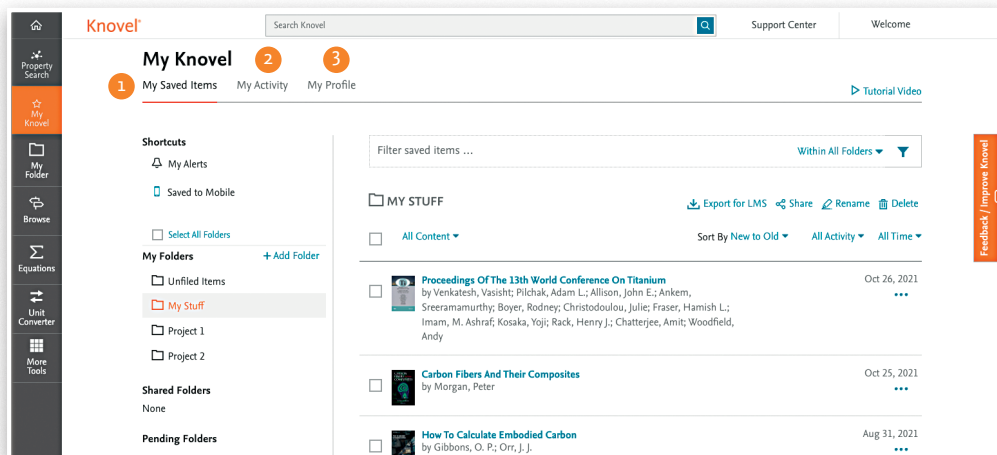 Knovel®
Search Knovel
Support Center
Welcome
Property
Search
My
Knovel
My
Folder
Browse
Equations
Unit
Converter
More
Tools
My Knovel
2
3
1
My Saved Items
My Activity
My Profile
Tutorial Video
Shortcuts
My Alerts
Saved to Mobile
Select All Folders
My Folders
+ Add Folder
Unfiled Items
My Stuff
Project 1
Project 2
Shared Folders
None
Pending Folders
Filter saved items ...
Within All Folders
MY STUFF
Export for LMS
Share
Rename
Delete
All Content
Sort By New to Old
All Activity
All Time
Proceedings Of The 13th World Conference On Titanium
Oct 26, 2021
by Venkatesh, Vasisht; Pilchak, Adam L.; Allison, John E.; Ankem,
Sreeramamurthy; Boyer, Rodney; Christodoulou, Julie; Fraser, Hamish L.;
Imam, M. Ashraf; Kosaka, Yoji; Rack, Henry J.; Chatterjee, Amit; Woodfield,
Andy
Carbon Fibers And Their Composites
Oct 25, 2021
by Morgan, Peter
How To Calculate Embodied Carbon
Aug 31, 2021
by Gibbons, O. P.; Orr, J. J.
Feedback / Improve Knovel